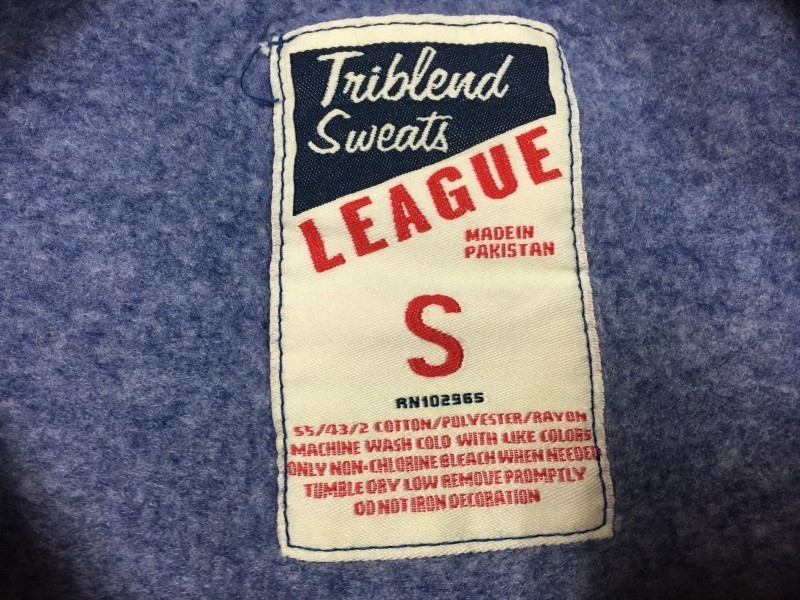 Triblend
Sweats
LEAGUE
MADE IN
PAKISTAN
S
RN102965
55/43/2 COTTON/POLYESTER/RAYON
MACHINE WASH COLD WITH LIKE COLORS
ONLY NON-CHLORINE BLEACH WHEN NEEDED
TUMBLE DRY LOW REMOVE PROMPTLY
DO NOT IRON DECORATION